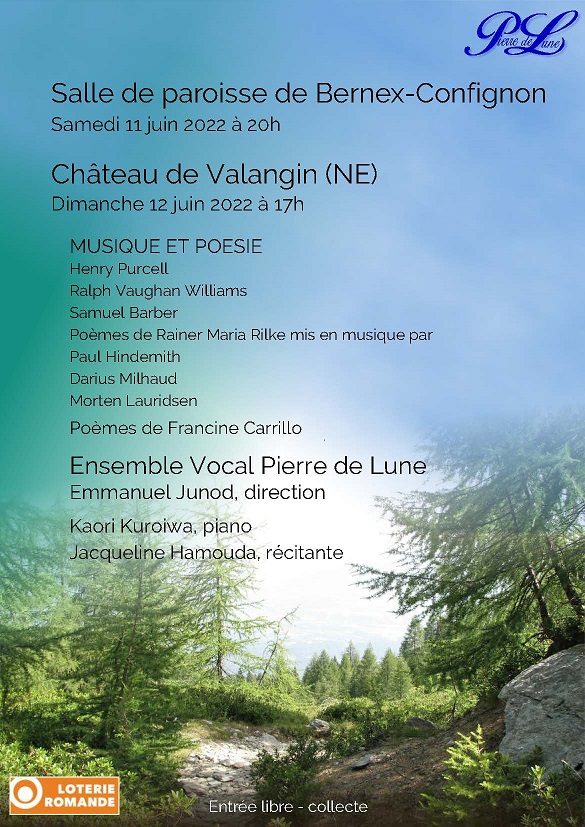 Pierre de Lune
Salle de paroisse de Bernex-Confignon
Samedi 11 juin 2022 à 20h
Château de Valangin (NE)
Dimanche 12 juin 2022 à 17h
MUSIQUE ET POESIE
Henry Purcell
Ralph Vaughan Williams
Samuel Barber
Poèmes de Rainer Maria Rilke mis en musique par
Paul Hindemith
Darius Milhaud
Morten Lauridsen
Poèmes de Francine Carrillo
Ensemble Vocal Pierre de Lune
Emmanuel Junod, direction
Kaori Kuroiwa, piano
Jacqueline Hamouda, récitante
LOTERIE
ROMANDE
Entrée libre - collecte